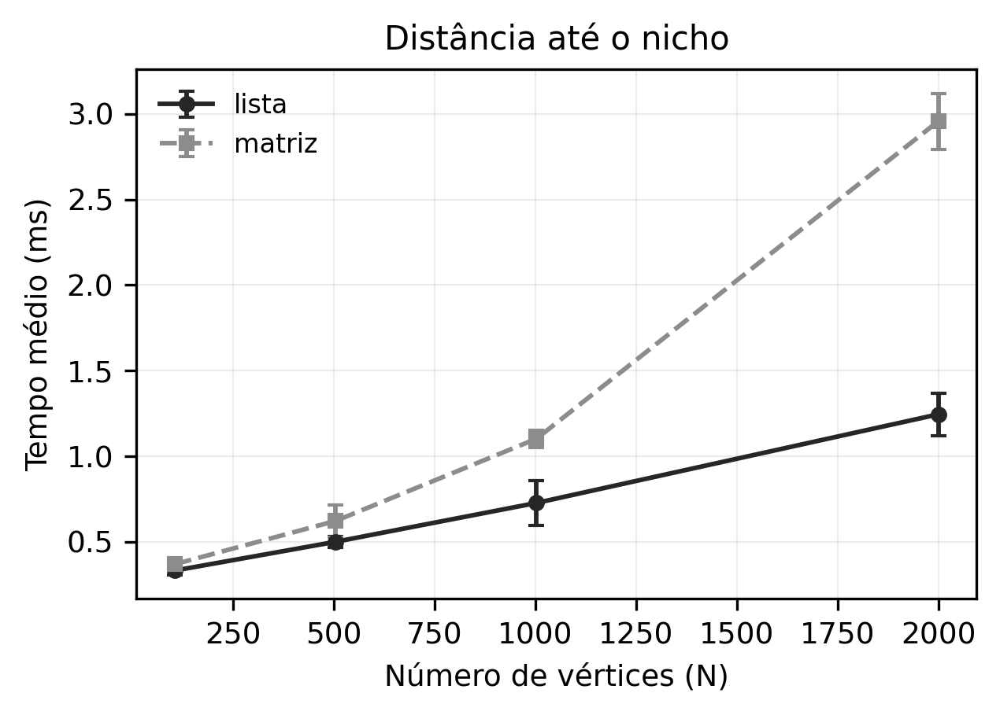 Distância até o nicho
lista
matriz
3.0
2.5
2.0
1.5
1.0
0.5
Tempo médio (ms)
250 500 750 1000 1250 1500 1750 2000
Número de vértices (N)